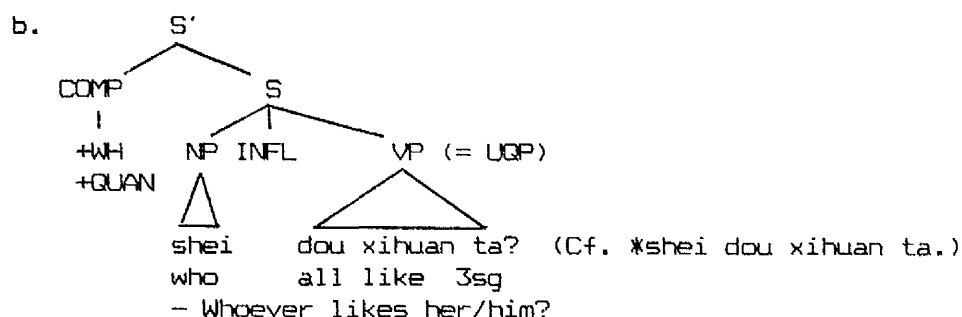 b. S'
COMP S
+WH NP INFL VP (= UQP)
+QUAN
shei dou xihuan ta? (Cf. *shei dou xihuan ta.)
who all like 3sg
- Whoever likes her/him?